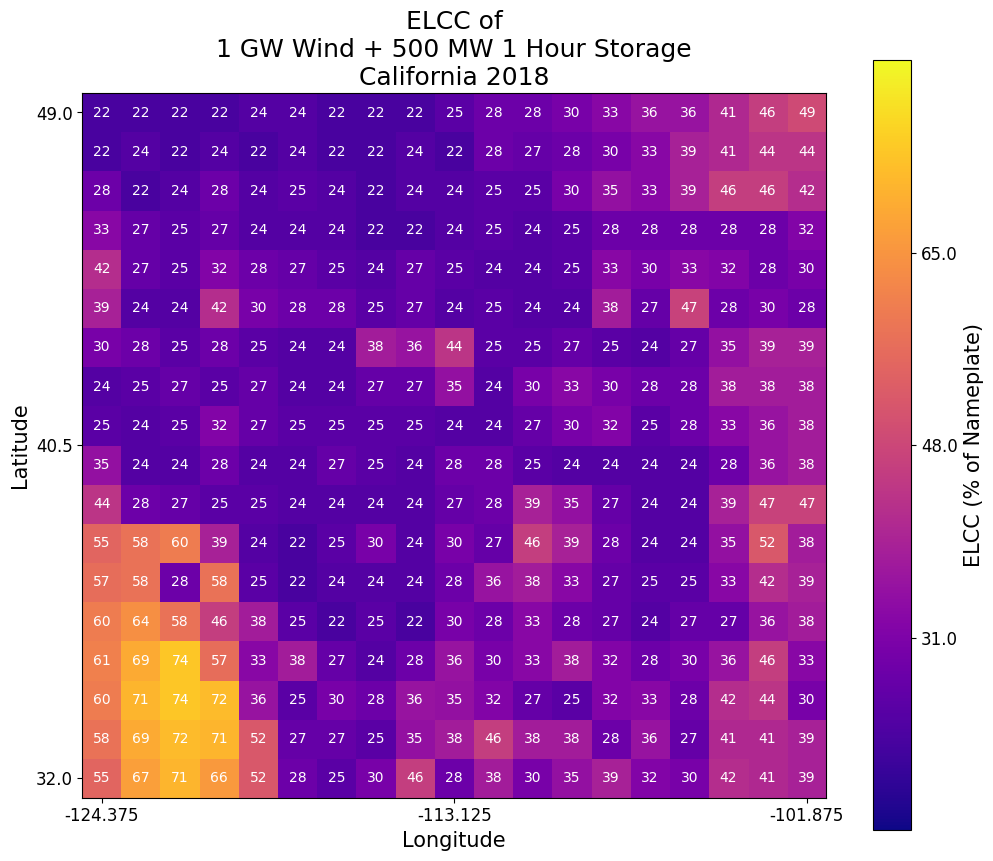 ELCC of
1 GW Wind + 500 MW 1 Hour Storage
California 2018
49.0 22 22 22 22 24 24 22 22 22 25 28 28 30 33 36 36 41 46 49
22 24 22 24 22 24 22 22 24 22 28 27 28 30 33 39 41 44 44
28 22 24 28 24 25 24 22 24 24 25 25 30 35 33 39 46 46 42
33 27 25 27 24 24 24 22 22 24 25 24 25 28 28 28 28 28 32
42 27 25 32 28 27 25 24 27 25 24 24 25 33 30 33 32 28 30
39 24 24 42 30 28 28 25 27 24 25 24 24 38 27 47 28 30 28
30 28 25 28 25 24 24 38 36 44 25 25 27 25 24 27 35 39 39
24 25 27 25 27 24 24 27 27 35 24 30 33 30 28 28 38 38 38
25 24 25 32 27 25 25 25 25 24 24 27 30 32 25 28 33 36 38
40.5
35 24 24 28 24 24 27 25 24 28 28 25 24 24 24 24 28 36 38
44 28 27 25 25 24 24 24 24 27 28 39 35 27 24 24 39 47 47
55 58 60 39 24 22 25 30 24 30 27 46 39 28 24 24 35 52 38
57 58 28 58 25 22 24 24 24 28 36 38 33 27 25 25 33 42 39
60 64 58 46 38 25 22 25 22 30 28 33 28 27 24 27 27 36 38
61 69 74 57 33 38 27 24 28 36 30 33 38 32 28 30 36 46 33
60 71 74 72 36 25 30 28 36 35 32 27 25 32 33 28 42 44 30
58 69 72 71 52 27 27 25 35 38 46 38 38 28 36 27 41 41 39
32.0 55 67 71 66 52 28 25 30 46 28 38 30 35 39 32 30 42 41 39
-124.375 -113.125 -101.875
Longitude
Latitude
65.0
48.0
31.0
ELCC (% of Nameplate)